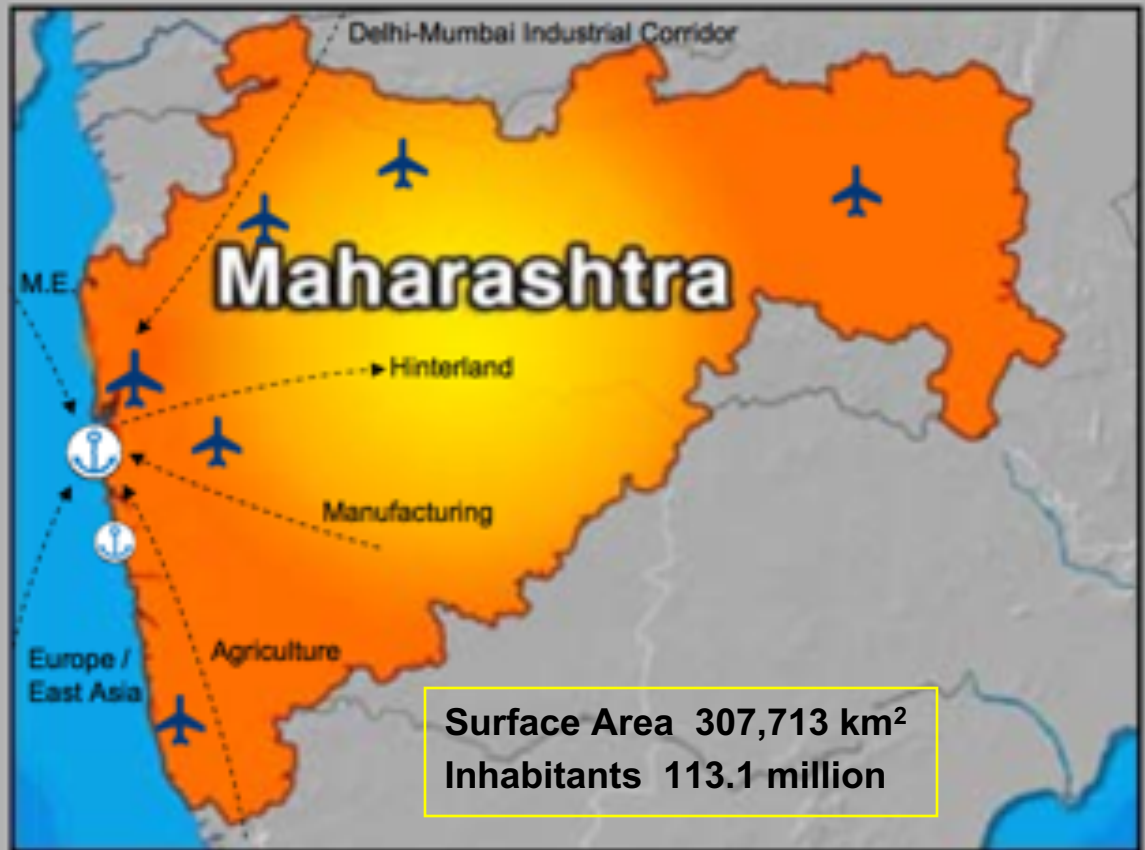 Delhi-Mumbai Industrial Corridor
Maharashtra
M.E.
Hinterland
Manufacturing
Agriculture
Europe /
East Asia
Surface Area 307,713 km²
Inhabitants 113.1 million